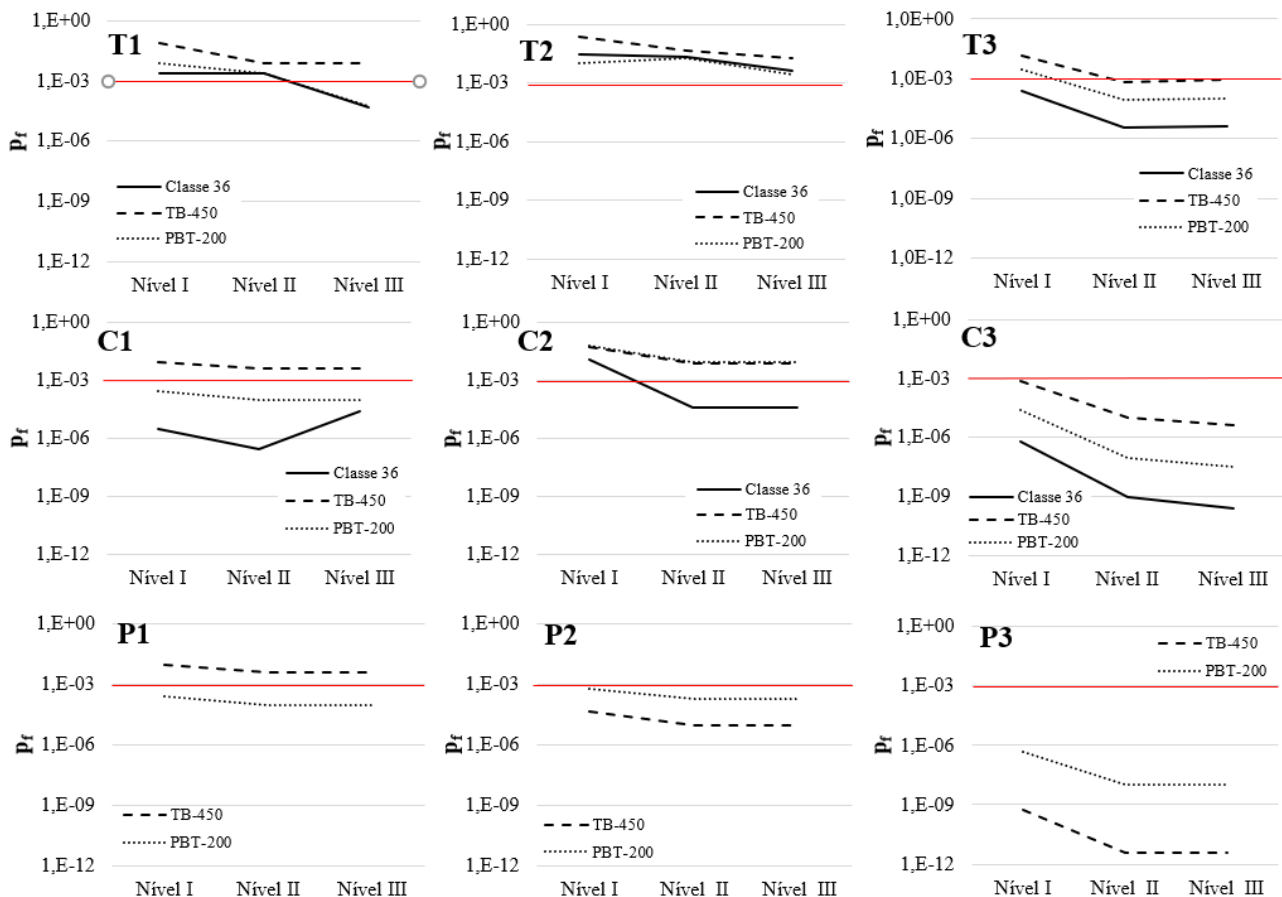 T1
1,E+00
1,E-03
1,E-06
1,E-09
1,E-12
pf
Classe 36
TB-450
PBT-200
Nível I Nível II Nível III
T2
1,E+00
1,E-03
1,E-06
1,E-09
1,E-12
pf
Classe 36
TB-450
PBT-200
Nível I Nível II Nível III
T3
1,0E+00
1,0E-03
1,0E-06
1,0E-09
1,0E-12
pf
Classe 36
TB-450
PBT-200
Nível I Nível II Nível III
C1
1,E+00
1,E-03
1,E-06
1,E-09
1,E-12
pf
Classe 36
TB-450
PBT-200
Nível I Nível II Nível III
C2
1,E+00
1,E-03
1,E-06
1,E-09
1,E-12
pf
Classe 36
TB-450
PBT-200
Nível I Nível II Nível III
C3
1,E+00
1,E-03
1,E-06
1,E-09
1,E-12
pf
Classe 36
TB-450
PBT-200
Nível I Nível II Nível III
P1
1,E+00
1,E-03
1,E-06
1,E-09
1,E-12
pf
TB-450
PBT-200
Nível I Nível II Nível III
P2
1,E+00
1,E-03
1,E-06
1,E-09
1,E-12
pf
TB-450
PBT-200
Nível I Nível II Nível III
P3
1,E+00
1,E-03
1,E-06
1,E-09
1,E-12
pf
TB-450
PBT-200
Nível I Nível II Nível III